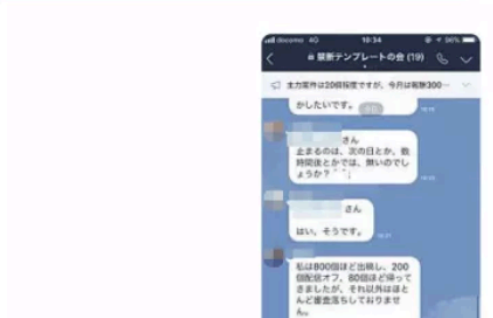 docomo 4G 10:34 96%
禁断テンプレートの会 (19)
主力案件は20個程度ですが、今月は報酬300…
かしたいです。
さん
止まるのは、次の日とか、数
時間後とかでは、無いのでし
ょうか？
さん
はい、そうです。
私は800個ほど出稿し、200
個配信オフ、80個ほど帰って
きましたが、それ以外はほと
んど審査落ちしておりませ
ん。